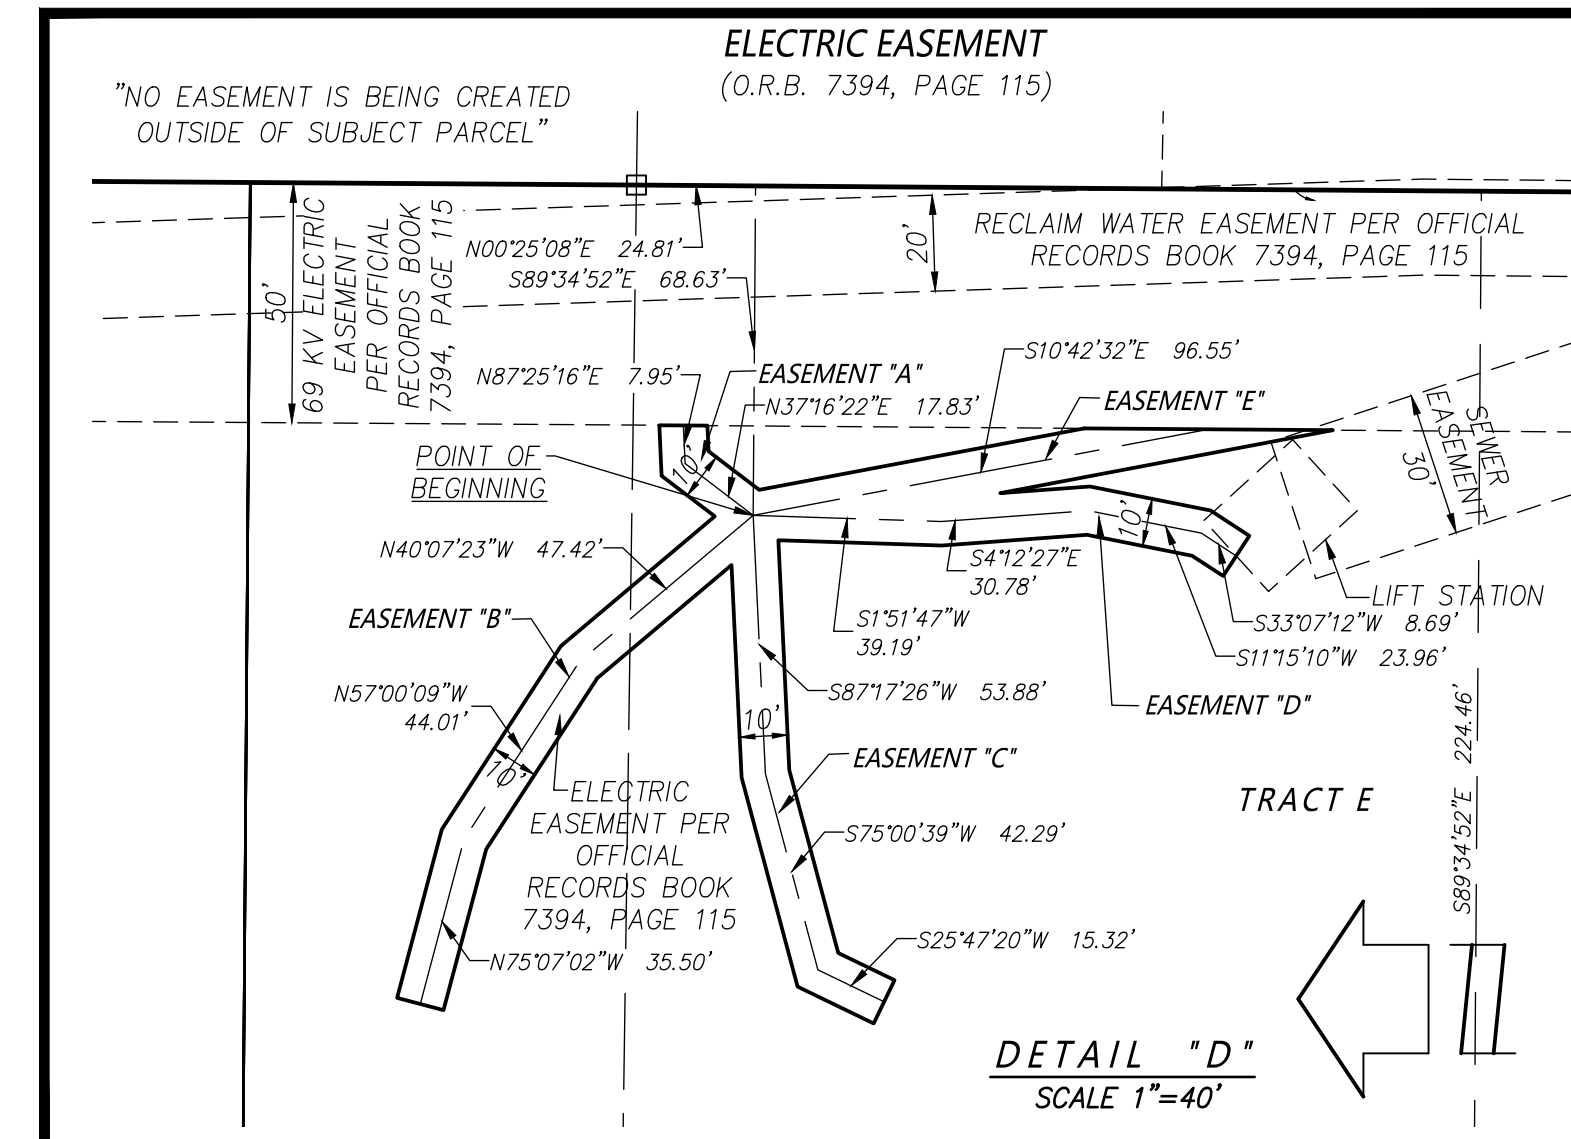 ELECTRIC EASEMENT
(O.R.B. 7394, PAGE 115)
"NO EASEMENT IS BEING CREATED
OUTSIDE OF SUBJECT PARCEL"
50'
69 KV ELECTRIC
EASEMENT
PER OFFICIAL
RECORDS BOOK
7394, PAGE 115
N00°25'08"E 24.81'
S89°34'52"E 68.63'
20'
RECLAIM WATER EASEMENT PER OFFICIAL
RECORDS BOOK 7394, PAGE 115
N87°25'16"E 7.95'
EASEMENT "A"
N37°16'22"E 17.83'
S10°42'32"E 96.55'
EASEMENT "E"
SEWER
EASEMENT
30'
POINT OF
BEGINNING
10'
10'
N40°07'23"W 47.42'
S4°12'27"E
30.78'
LIFT STATION
EASEMENT "B"
S1°51'47"W
39.19'
S33°07'12"W 8.69'
S11°15'10"W 23.96'
N57°00'09"W
44.01'
S87°17'26"W 53.88'
EASEMENT "D"
10'
10'
EASEMENT "C"
ELECTRIC
EASEMENT PER
OFFICIAL
RECORDS BOOK
7394, PAGE 115
TRACT E
S89°34'52"E 224.46'
S75°00'39"W 42.29'
S25°47'20"W 15.32'
N75°07'02"W 35.50'
DETAIL "D"
SCALE 1"=40'